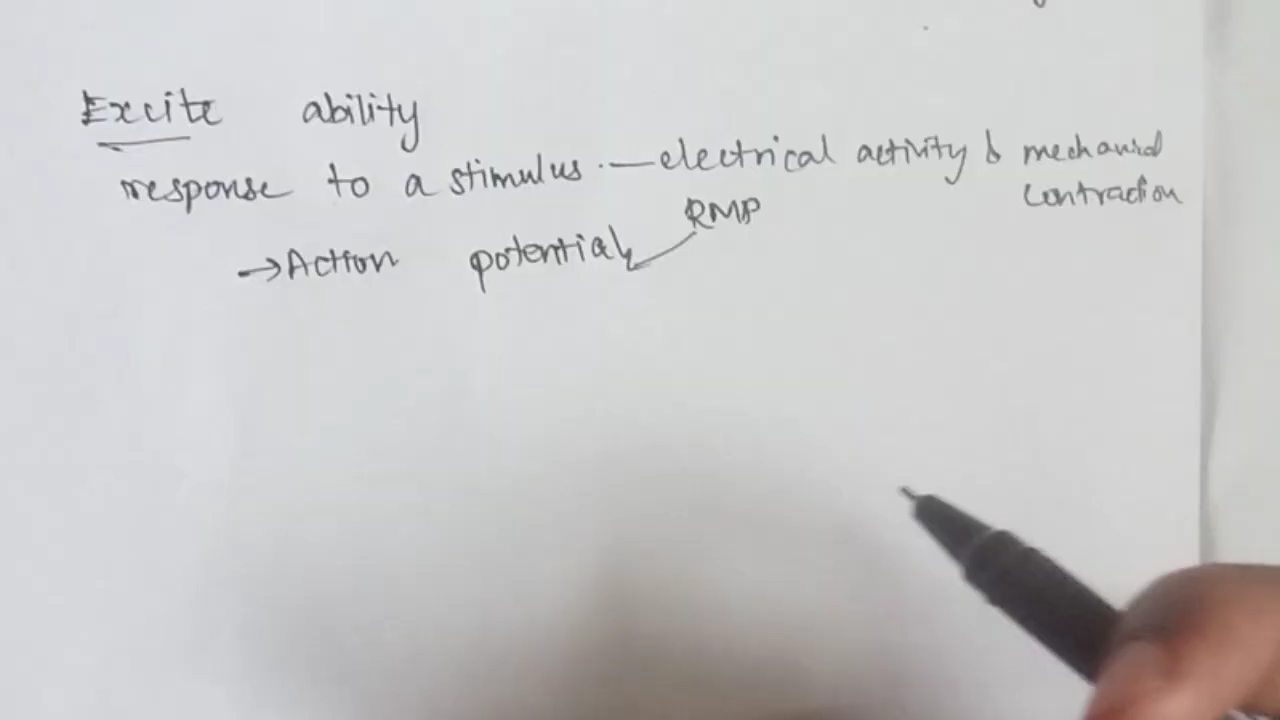 Excite ability
response to a stimulus. — electrical activity & mechanical
contraction
RMP
→ Action potential